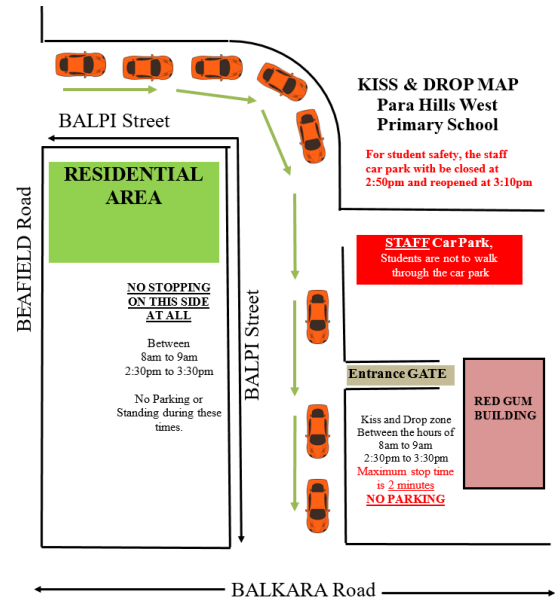 KISS & DROP MAP
Para Hills West
Primary School
For student safety, the staff
car park with be closed at
2:50pm and reopened at 3:10pm
BALPI Street
RESIDENTIAL
AREA
BEAFIELD Road
STAFF Car Park,
Students are not to walk
through the car park
NO STOPPING
ON THIS SIDE
AT ALL
Between
8am to 9am
2:30pm to 3:30pm
No Parking or
Standing during these
times.
BALPI Street
Entrance GATE
RED GUM
BUILDING
Kiss and Drop zone
Between the hours of
8am to 9am
2:30pm to 3:30pm
Maximum stop time
is 2 minutes
NO PARKING
BALKARA Road